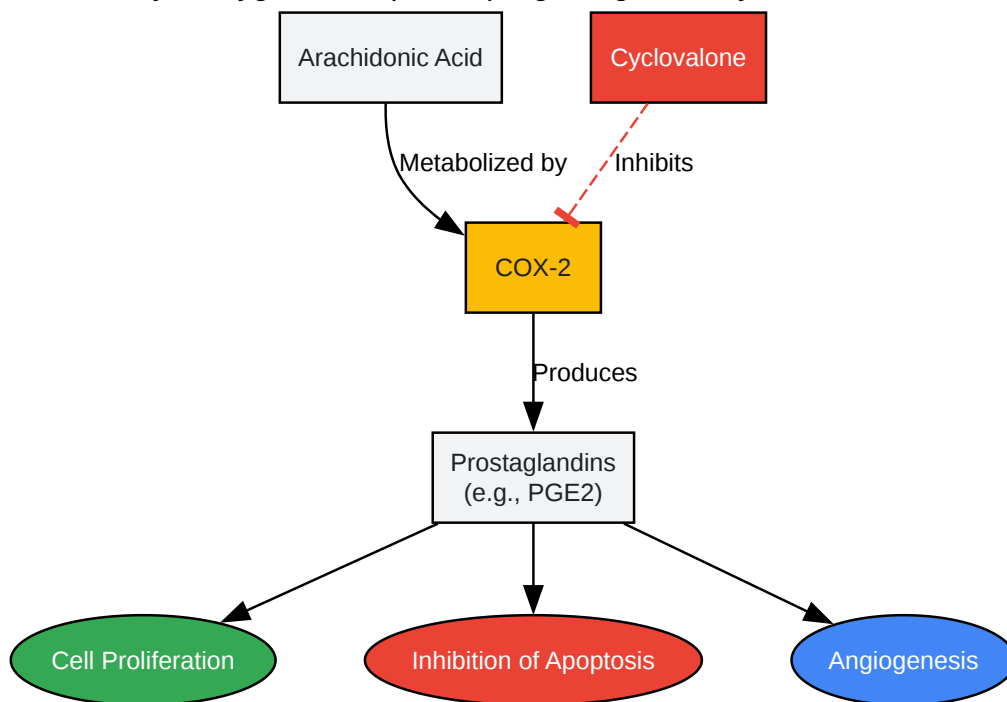 Arachidonic Acid
Cyclovalone
Metabolized by
Inhibits
COX-2
Produces
Prostaglandins
(e.g., PGE2)
Cell Proliferation
Inhibition of Apoptosis
Angiogenesis